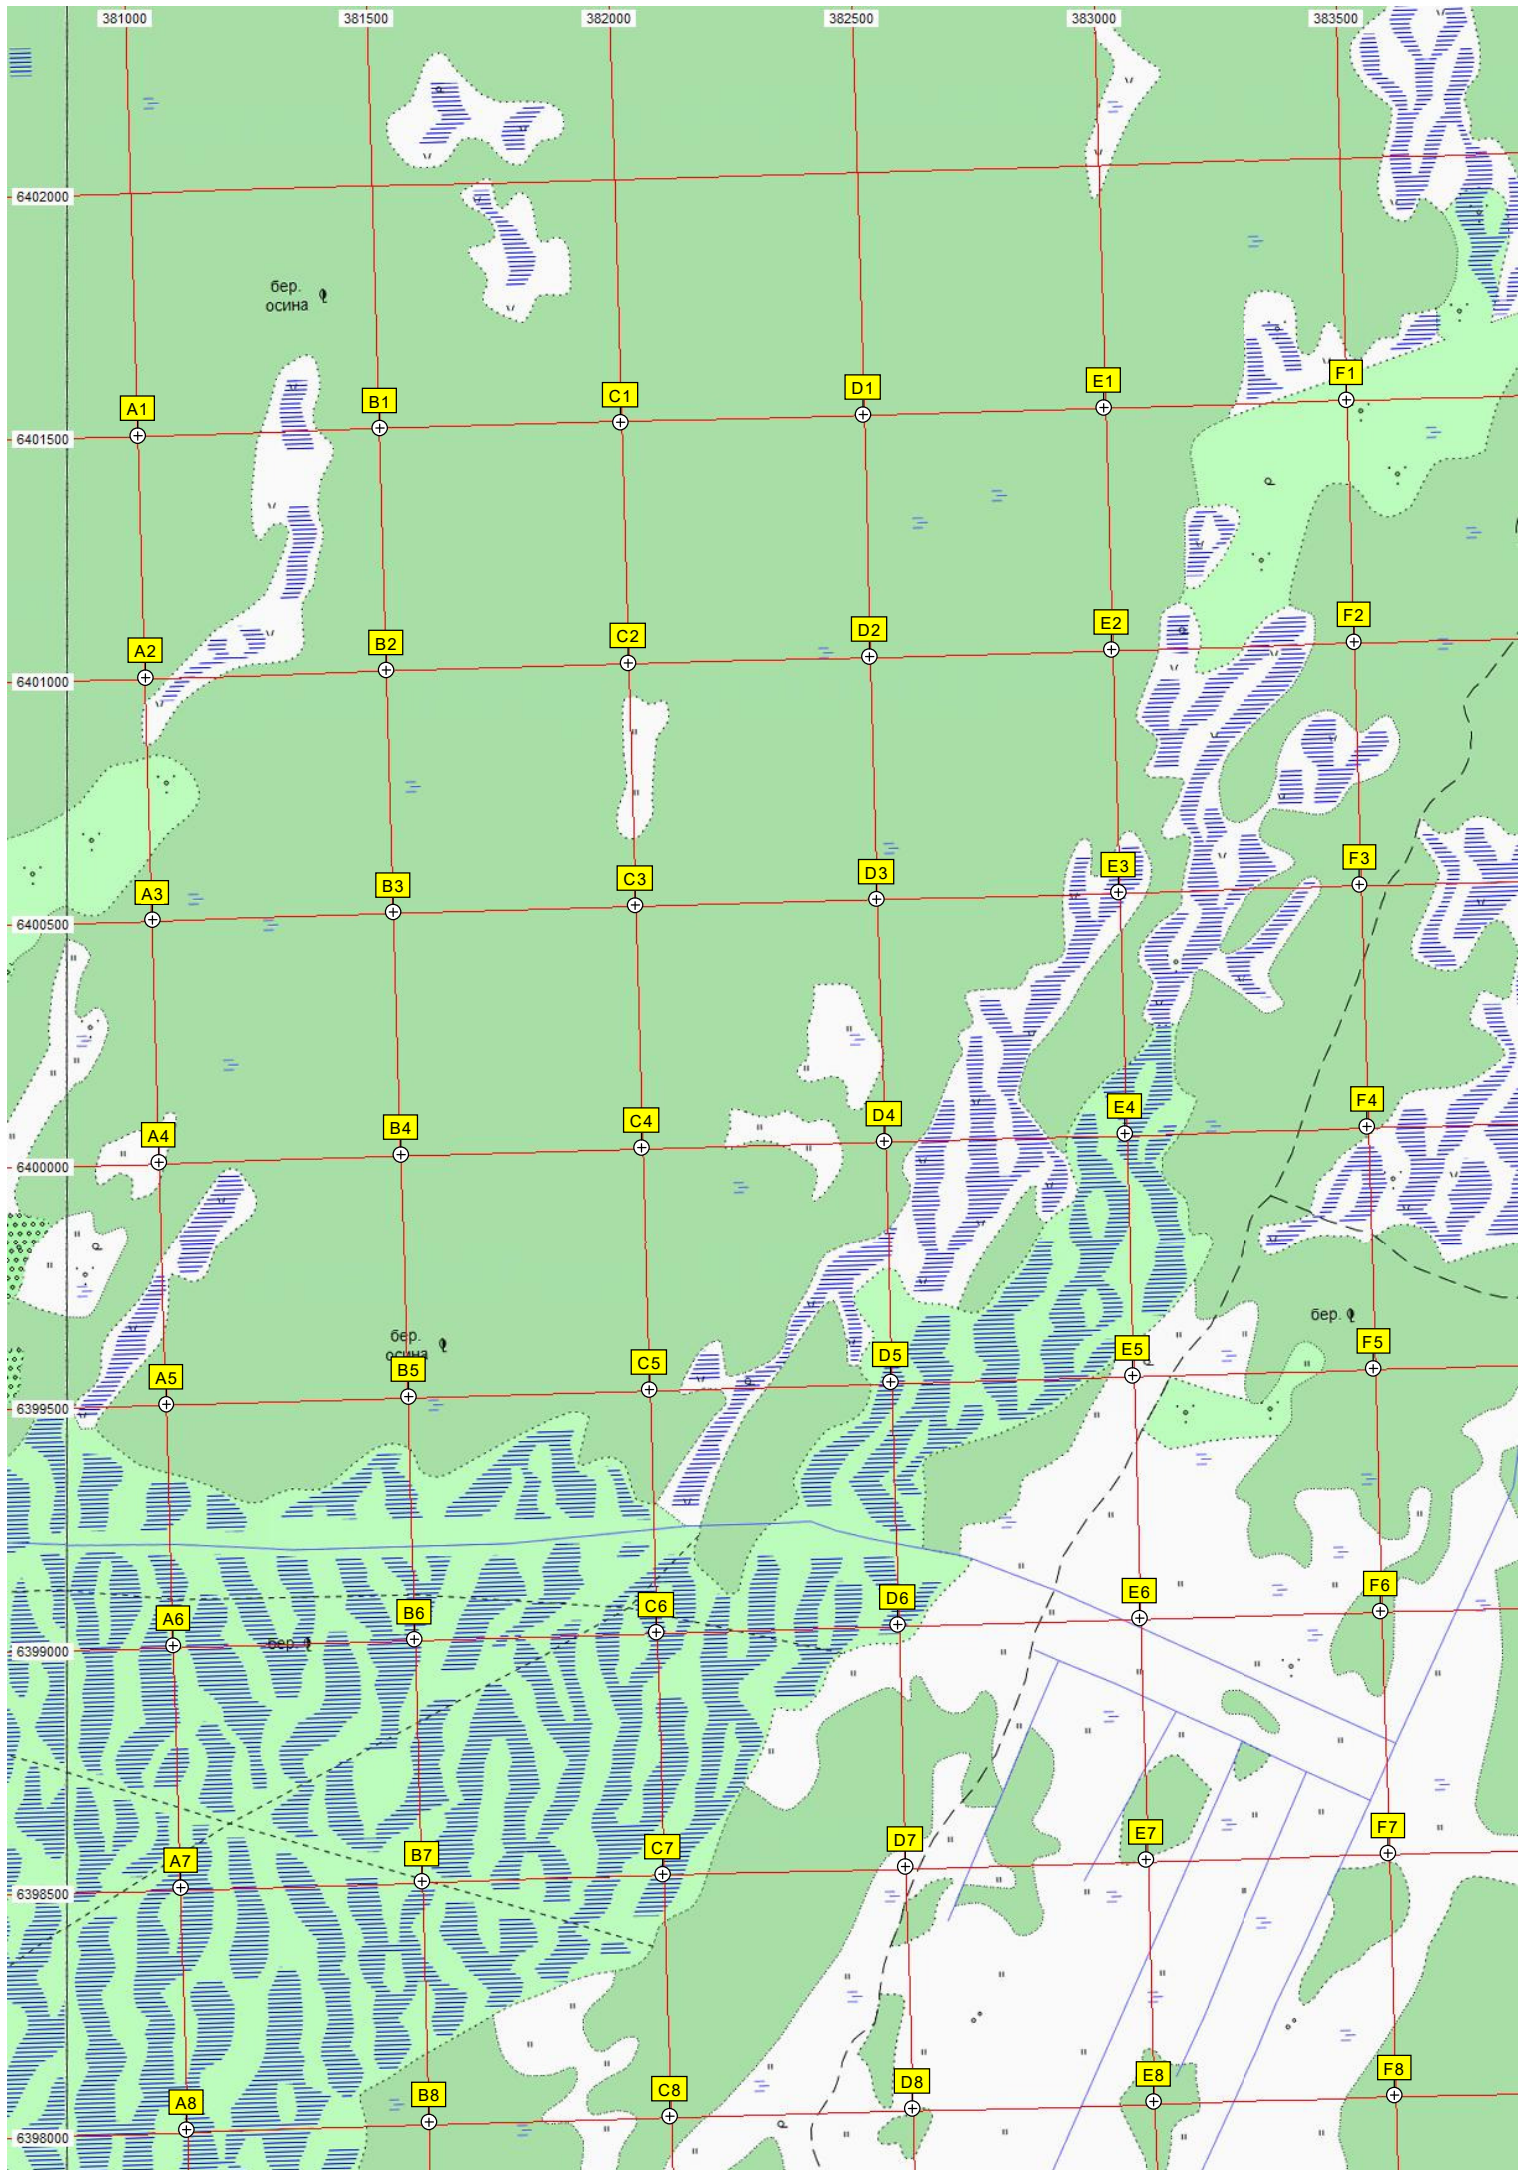 381000 381500 382000 382500 383000 383500
6402000
бер.
осина
A1 B1 C1 D1 E1 F1
6401500
A2 B2 C2 D2 E2 F2
6401000
A3 B3 C3 D3 E3 F3
6400500
A4 B4 C4 D4 E4 F4
6400000
бер.
бер.
осина
A5 B5 C5 D5 E5 F5
6399500
A6 B6 C6 D6 E6 F6
6399000
бер.
A7 B7 C7 D7 E7 F7
6398500
A8 B8 C8 D8 E8 F8
6398000